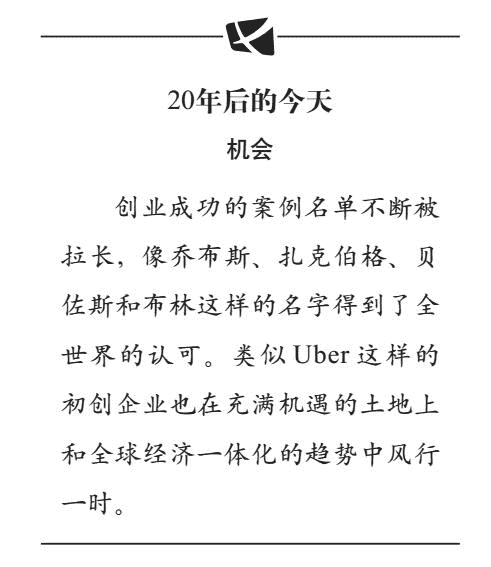 20年后的今天
机会
创业成功的案例名单不断被
拉长，像乔布斯、扎克伯格、贝
佐斯和布林这样的名字得到了全
世界的认可。类似 Uber 这样的
初创企业也在充满机遇的土地上
和全球经济一体化的趋势中风行
一时。